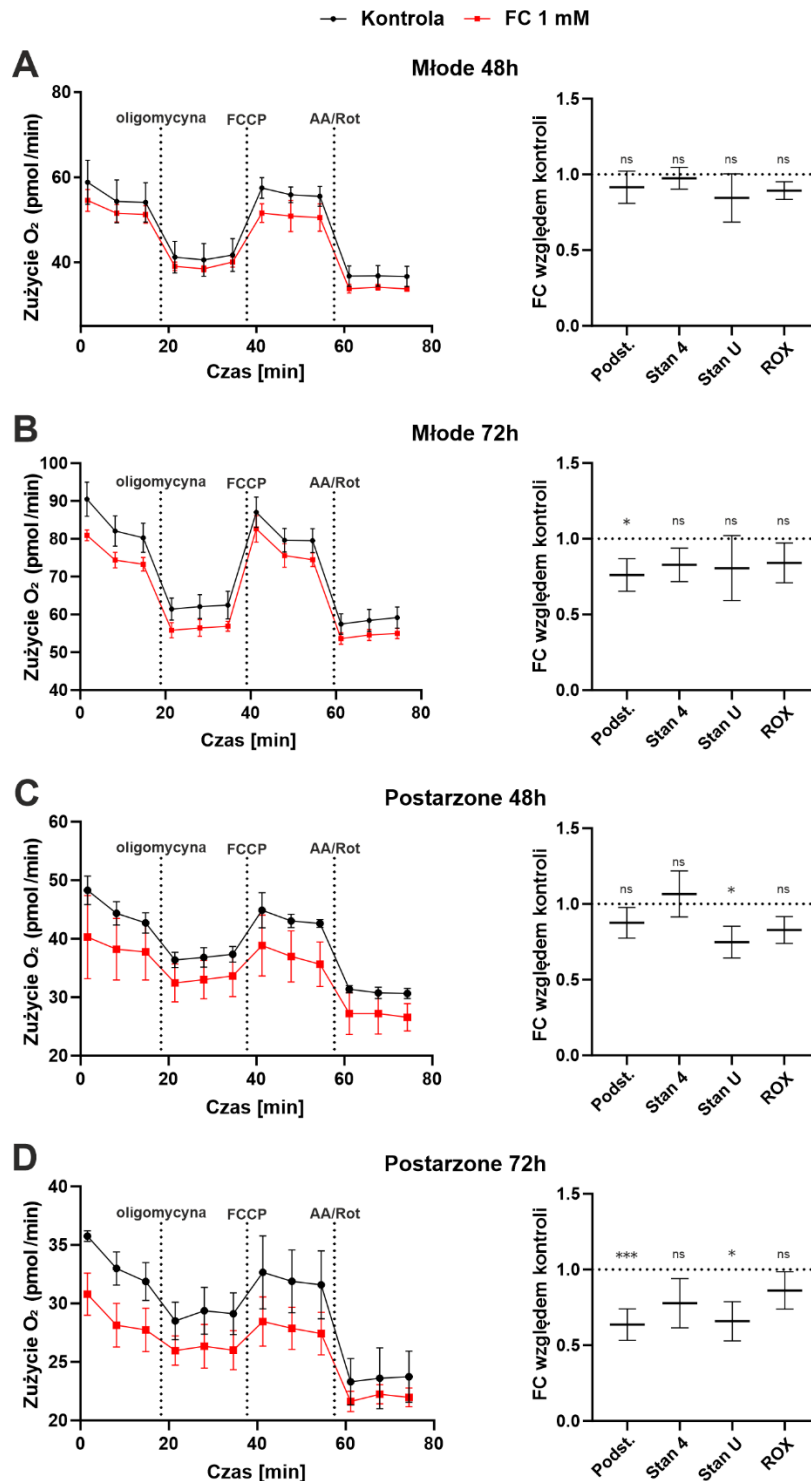 Kontrola FC 1 mM
A
Młode 48h
Zużycie O₂ (pmol/min)
80
60
40
oligomycyna FCCP AA/Rot
0 20 40 60 80
Czas [min]
FC względem kontroli
1.5
1.0
0.5
0.0
ns ns ns ns
Podst. Stan 4 Stan U ROX
B
Młode 72h
Zużycie O₂ (pmol/min)
100
90
80
70
60
50
40
oligomycyna FCCP AA/Rot
0 20 40 60 80
Czas [min]
FC względem kontroli
1.5
1.0
0.5
0.0
* ns ns ns
Podst. Stan 4 Stan U ROX
C
Postarzone 48h
Zużycie O₂ (pmol/min)
60
50
40
30
20
oligomycyna FCCP AA/Rot
0 20 40 60 80
Czas [min]
FC względem kontroli
1.5
1.0
0.5
0.0
ns ns * ns
Podst. Stan 4 Stan U ROX
D
Postarzone 72h
Zużycie O₂ (pmol/min)
40
35
30
25
20
oligomycyna FCCP AA/Rot
0 20 40 60 80
Czas [min]
FC względem kontroli
1.5
1.0
0.5
0.0
*** ns * ns
Podst. Stan 4 Stan U ROX